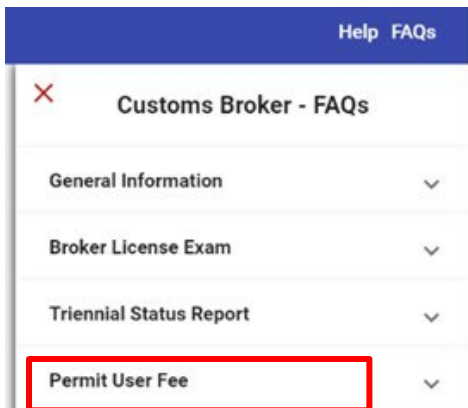 Help FAQs
Customs Broker - FAQs
General Information
Broker License Exam
Triennial Status Report
Permit User Fee